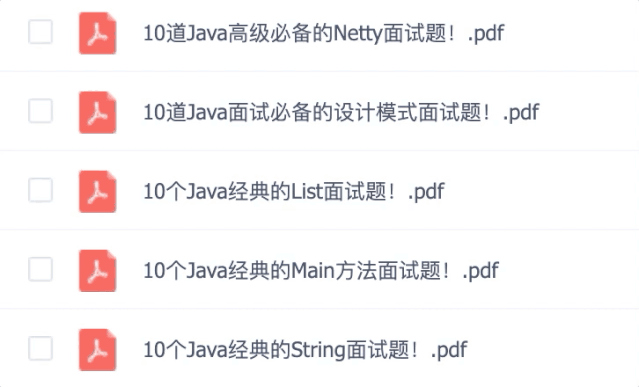 10道Java高级必备的Netty面试题！.pdf
10道Java面试必备的设计模式面试题！.pdf
10个Java经典的List面试题！.pdf
10个Java经典的Main方法面试题！.pdf
10个Java经典的String面试题！.pdf